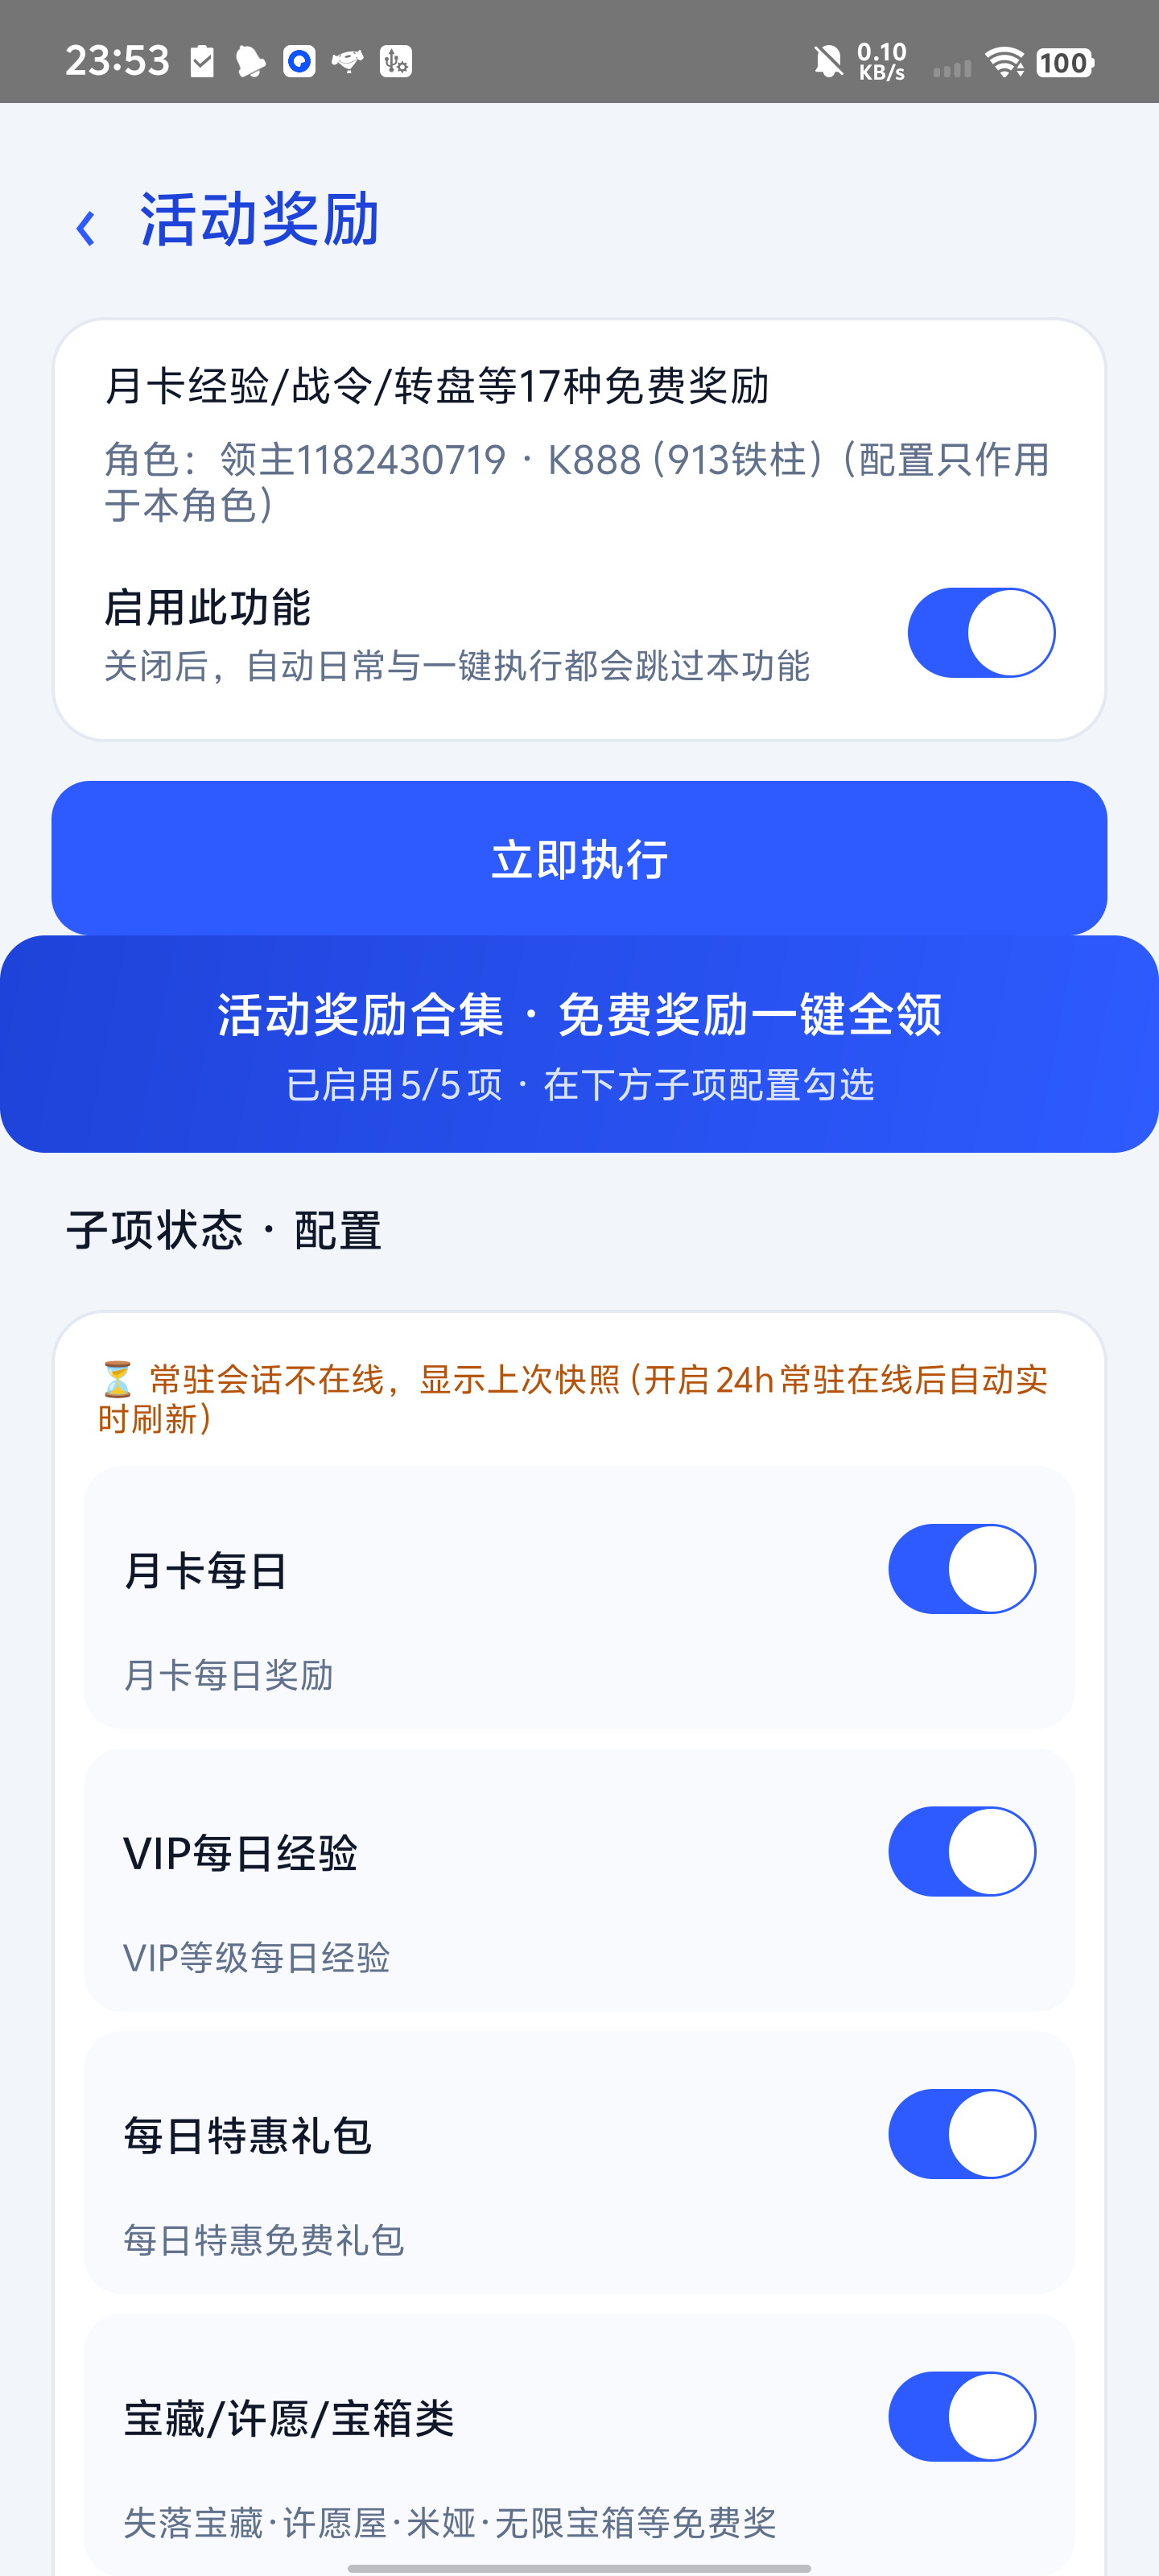 23:53
0.10
KB/s
100
活动奖励
月卡经验/战令/转盘等17种免费奖励
角色：领主1182430719 · K888（913铁柱）（配置只作用
于本角色）
启用此功能
关闭后，自动日常与一键执行都会跳过本功能
立即执行
活动奖励合集 · 免费奖励一键全领
已启用 5/5 项 · 在下方子项配置勾选
子项状态 · 配置
⏳ 常驻会话不在线，显示上次快照（开启 24h 常驻在线后自动实
时刷新）
月卡每日
月卡每日奖励
VIP每日经验
VIP等级每日经验
每日特惠礼包
每日特惠免费礼包
宝藏/许愿/宝箱类
失落宝藏·许愿屋·米娅·无限宝箱等免费奖